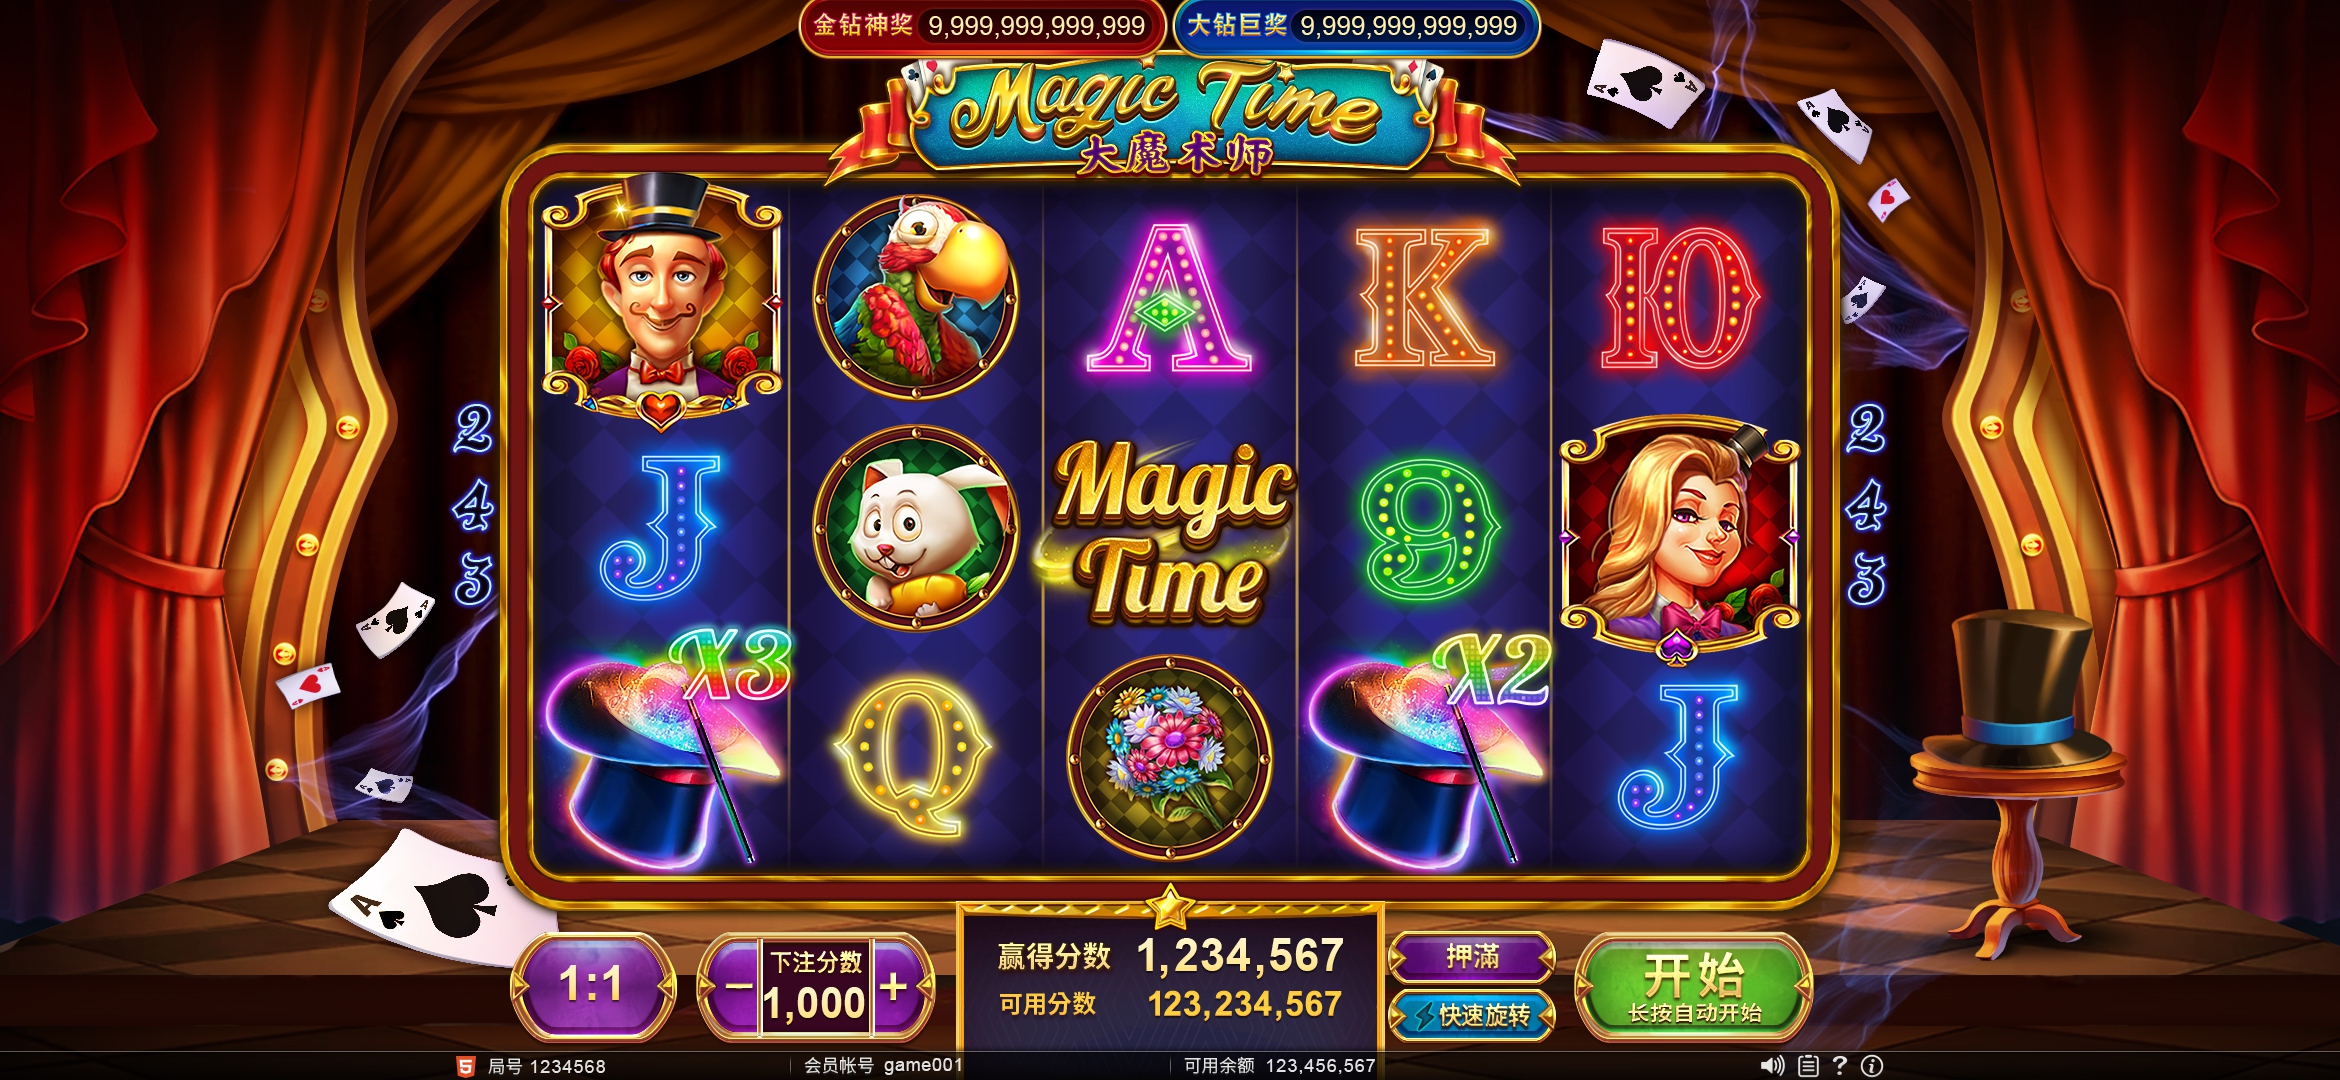 金钻神奖 9,999,999,999,999
大钻巨奖 9,999,999,999,999
Magic Time
大魔术师
A K 10
2
4
3
J
Magic
Time
9
2
4
3
X3
Q
X2
J
A
A
A
A
A
A
A
1:1
−
下注分数
1,000
+
赢得分数 1,234,567
可用分数 123,234,567
押滿
快速旋转
开始
长按自动开始
5 局号 1234568
会员帐号 game001
可用余额 123,456,567
?
i